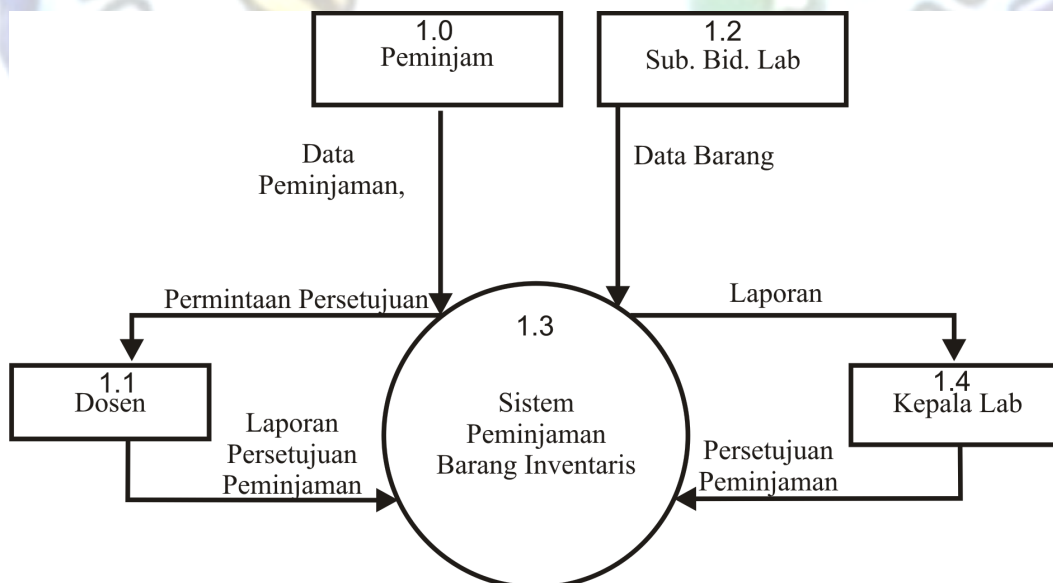 1.0
Peminjam
1.2
Sub. Bid. Lab
Data
Peminjaman,
Data Barang
Permintaan Persetujuan
Laporan
1.3
Sistem
Peminjaman
Barang Inventaris
1.1
Dosen
1.4
Kepala Lab
Laporan
Persetujuan
Peminjaman
Persetujuan
Peminjaman